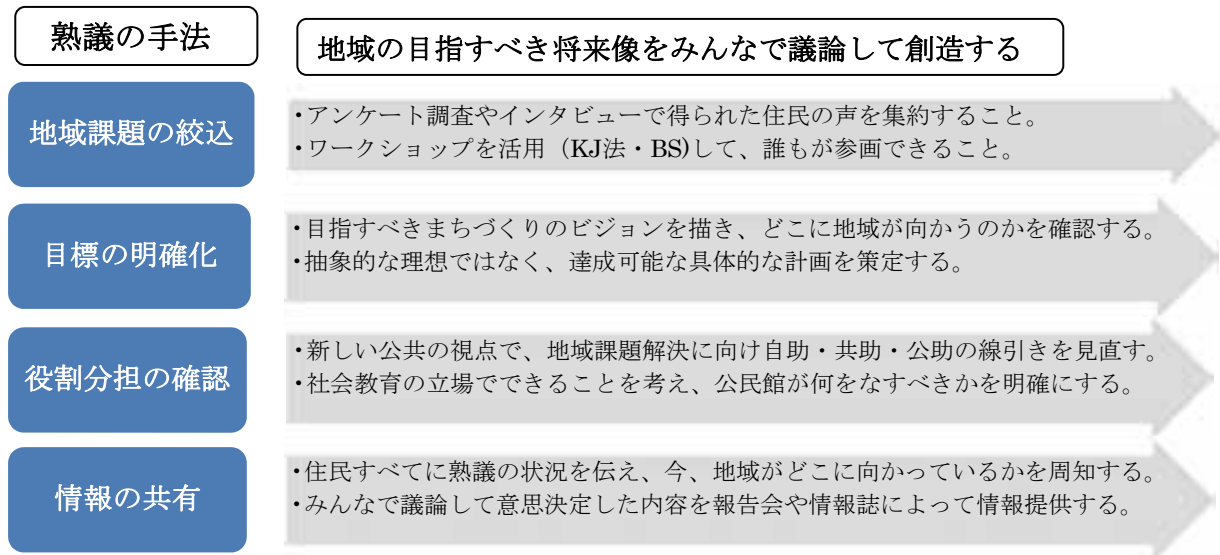 熟議の手法
地域の目指すべき将来像をみんなで議論して創造する
地域課題の絞込
・アンケート調査やインタビューで得られた住民の声を集約すること。
・ワークショップを活用（KJ法・BS)して、誰もが参画できること。
目標の明確化
・目指すべきまちづくりのビジョンを描き、どこに地域が向かうのかを確認する。
・抽象的な理想ではなく、達成可能な具体的な計画を策定する。
役割分担の確認
・新しい公共の視点で、地域課題解決に向け自助・共助・公助の線引きを見直す。
・社会教育の立場でできることを考え、公民館が何をなすべきかを明確にする。
情報の共有
・住民すべてに熟議の状況を伝え、今、地域がどこに向かっているかを周知する。
・みんなで議論して意思決定した内容を報告会や情報誌によって情報提供する。